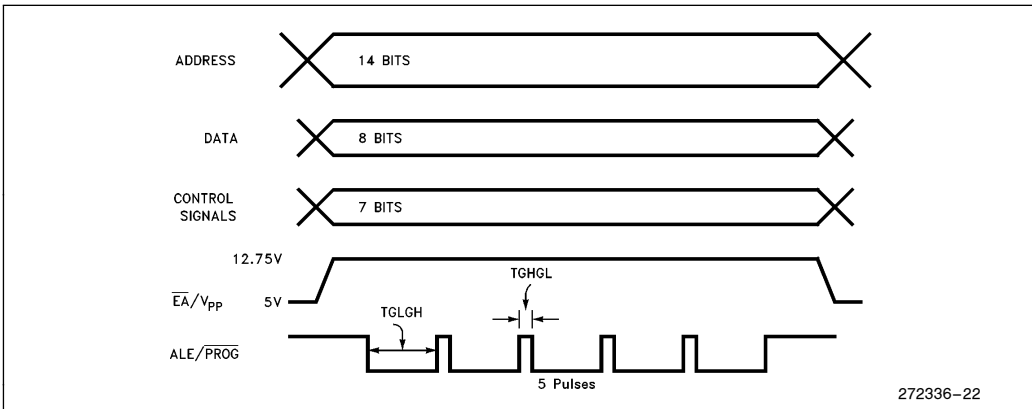 ADDRESS
14 BITS
DATA
8 BITS
CONTROL
SIGNALS
7 BITS
12.75V
EA/VPP
5V
TGHGL
TGLGH
ALE/PROG
5 Pulses
272336–22